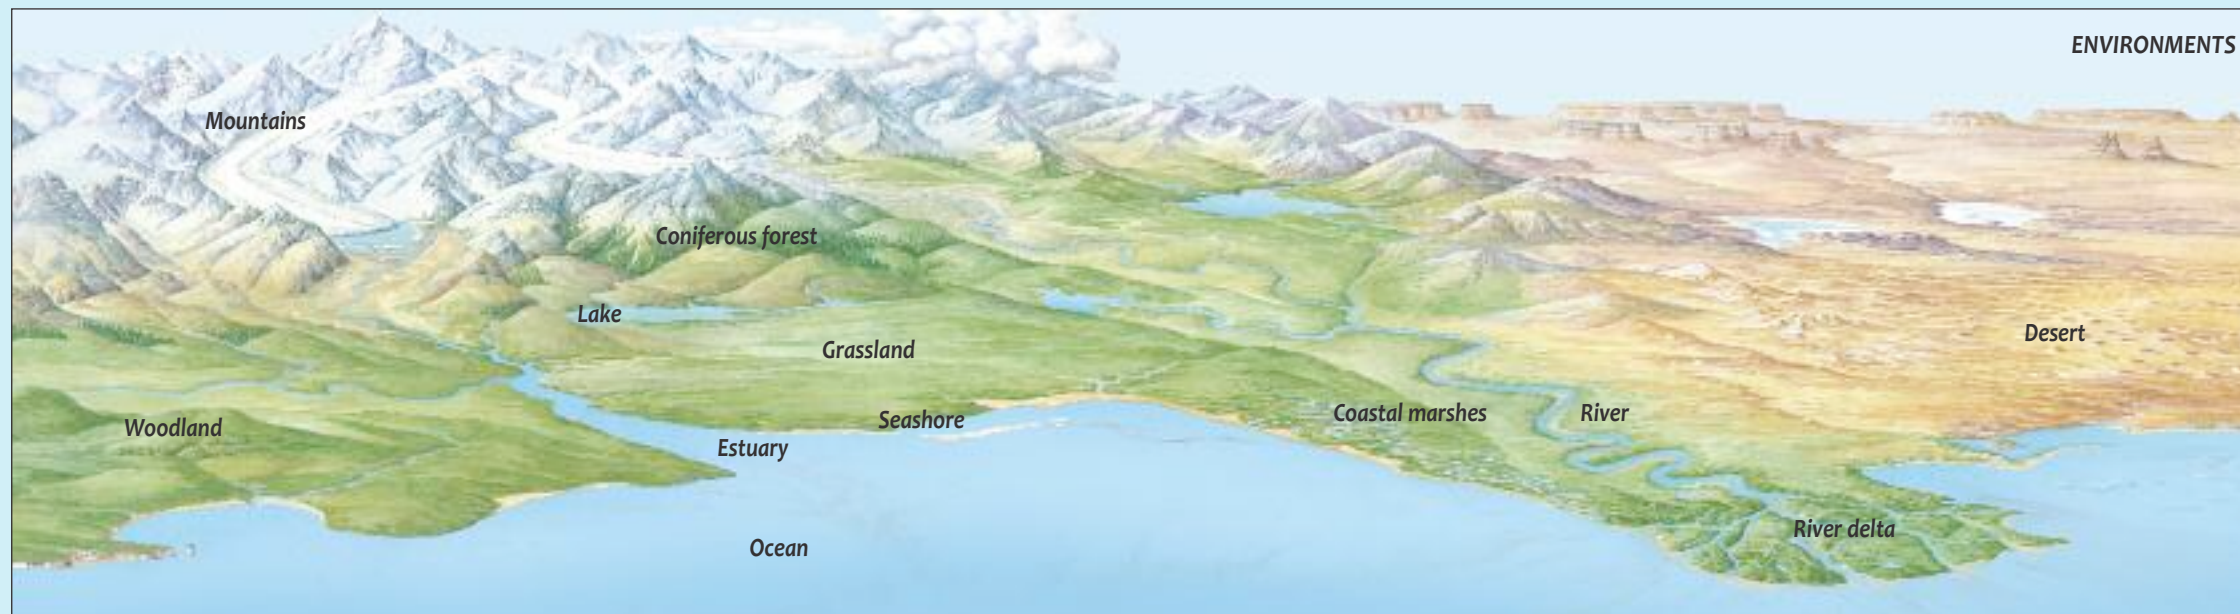 ENVIRONMENTS
Mountains
Coniferous forest
Lake
Grassland
Desert
Woodland
Seashore
Coastal marshes
River
Estuary
River delta
Ocean